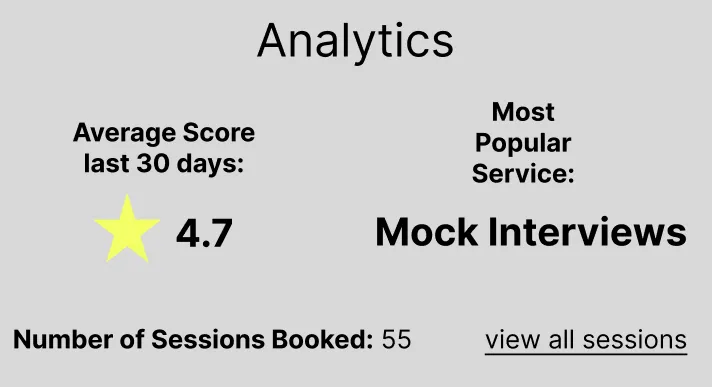 Analytics
Average Score
last 30 days:
4.7
Most
Popular
Service:
Mock Interviews
Number of Sessions Booked: 55
view all sessions